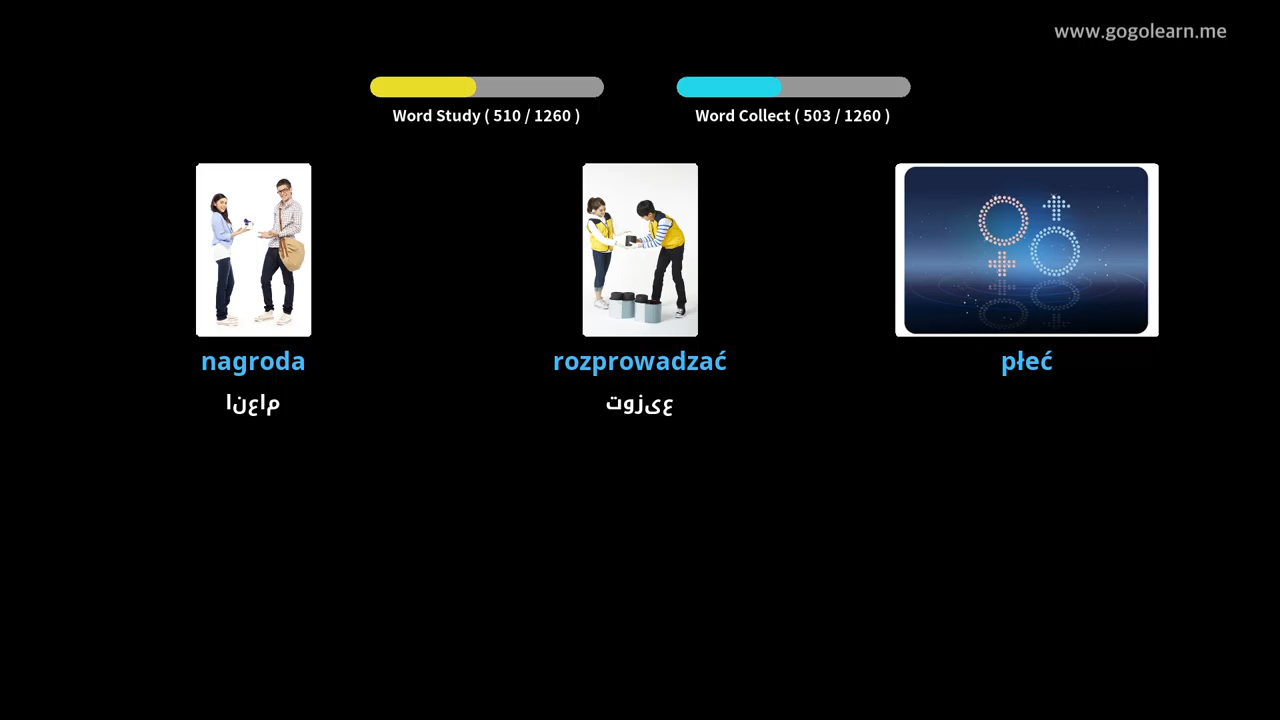 www.gogolearn.me
Word Study ( 510 / 1260 )
Word Collect ( 503 / 1260 )
nagroda
rozprowadzać
płeć
انعام
توزیع